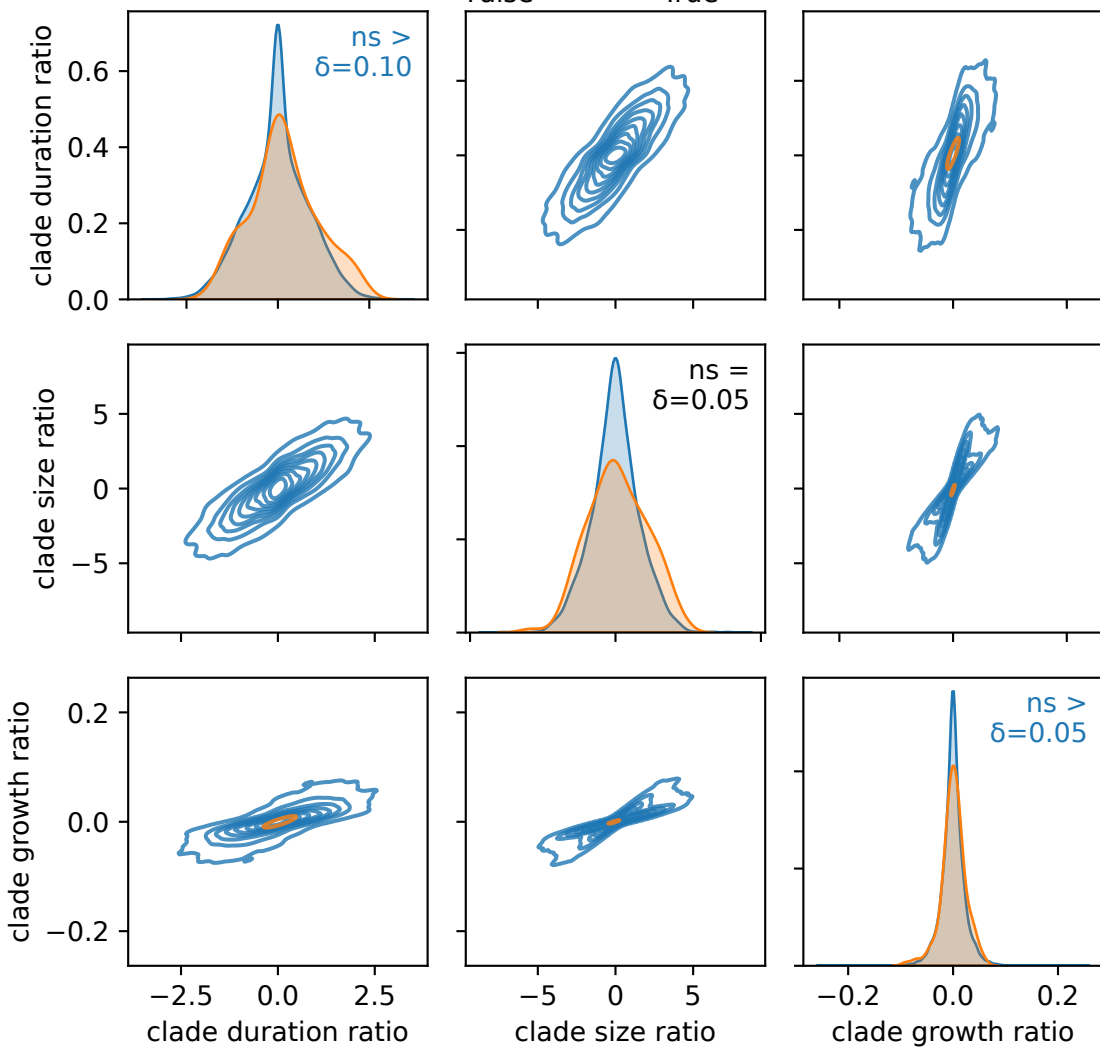 clade duration ratio
0.6
0.4
0.2
0.0
ns >
δ=0.10
clade size ratio
5
0
−5
ns =
δ=0.05
clade growth ratio
0.2
0.0
−0.2
ns >
δ=0.05
−2.5 0.0 2.5
clade duration ratio
−5 0 5
clade size ratio
−0.2 0.0 0.2
clade growth ratio